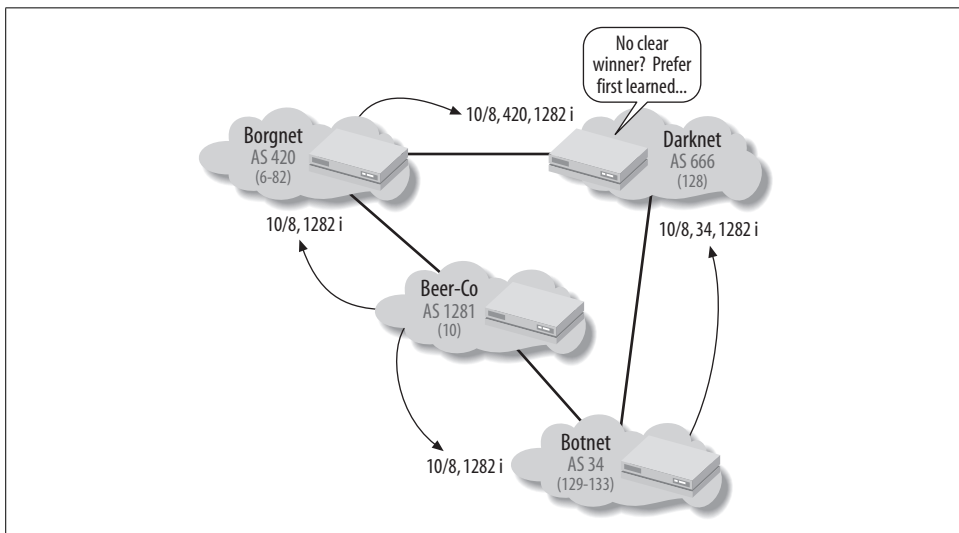 No clear
winner? Prefer
first learned...
10/8, 420, 1282 i
Borgnet
AS 420
(6-82)
Darknet
AS 666
(128)
10/8, 1282 i
10/8, 34, 1282 i
Beer-Co
AS 1281
(10)
10/8, 1282 i
Botnet
AS 34
(129-133)